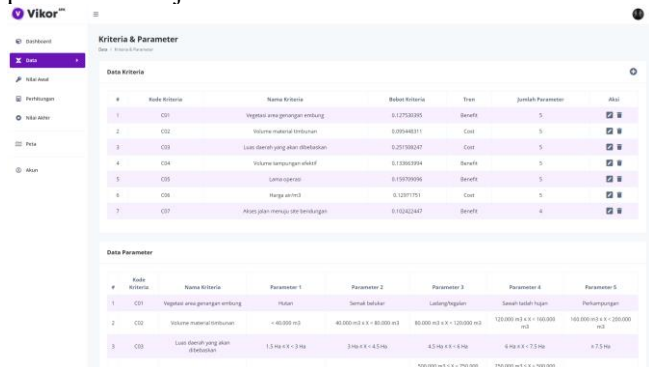 Vikor
Kriteria & Parameter
Dashboard
Data
Nilai Awal
Perhitungan
Nilai Akhir
Peta
Akun
Data Kriteria
# Kode Kriteria Nama Kriteria Bobot Kriteria Tren Jumlah Parameter Aksi
1 C01 Vegetasi area genangan embung 0.127530395 Benefit 5
2 C02 Volume material timbunan 0.095448311 Cost 5
3 C03 Luas daerah yang akan dibebaskan 0.251508247 Cost 5
4 C04 Volume tampungan efektif Benefit 5
5 C05 Lama operasi 0.159709096 Benefit 5
6 C06 Harga air/m3 0.12971751 Cost 5
7 C07 Akses jalan menuju site bendungan 0.102422447 Benefit 4
Data Parameter
# Kode Kriteria Nama Kriteria Parameter 1 Parameter 2 Parameter 3 Parameter 4 Parameter 5
1 C01 Vegetasi area genangan embung Hutan Semak belukar Ladang/tegalan Sawah tadah hujan Perkampungan
2 C02 Volume material timbunan < 40.000 m3 40.000 m3 ≤ X < 80.000 m3 80.000 m3 ≤ X < 120.000 m3 120.000 m3 ≤ X < 160.000 m3 160.000 m3 ≤ X < 200.000 m3
3 C03 Luas daerah yang akan dibebaskan 1.5 Ha ≤ X < 3 Ha 3 Ha ≤ X < 4.5 Ha 4.5 Ha ≤ X < 6 Ha 6 Ha ≤ X < 7.5 Ha ≥ 7.5 Ha